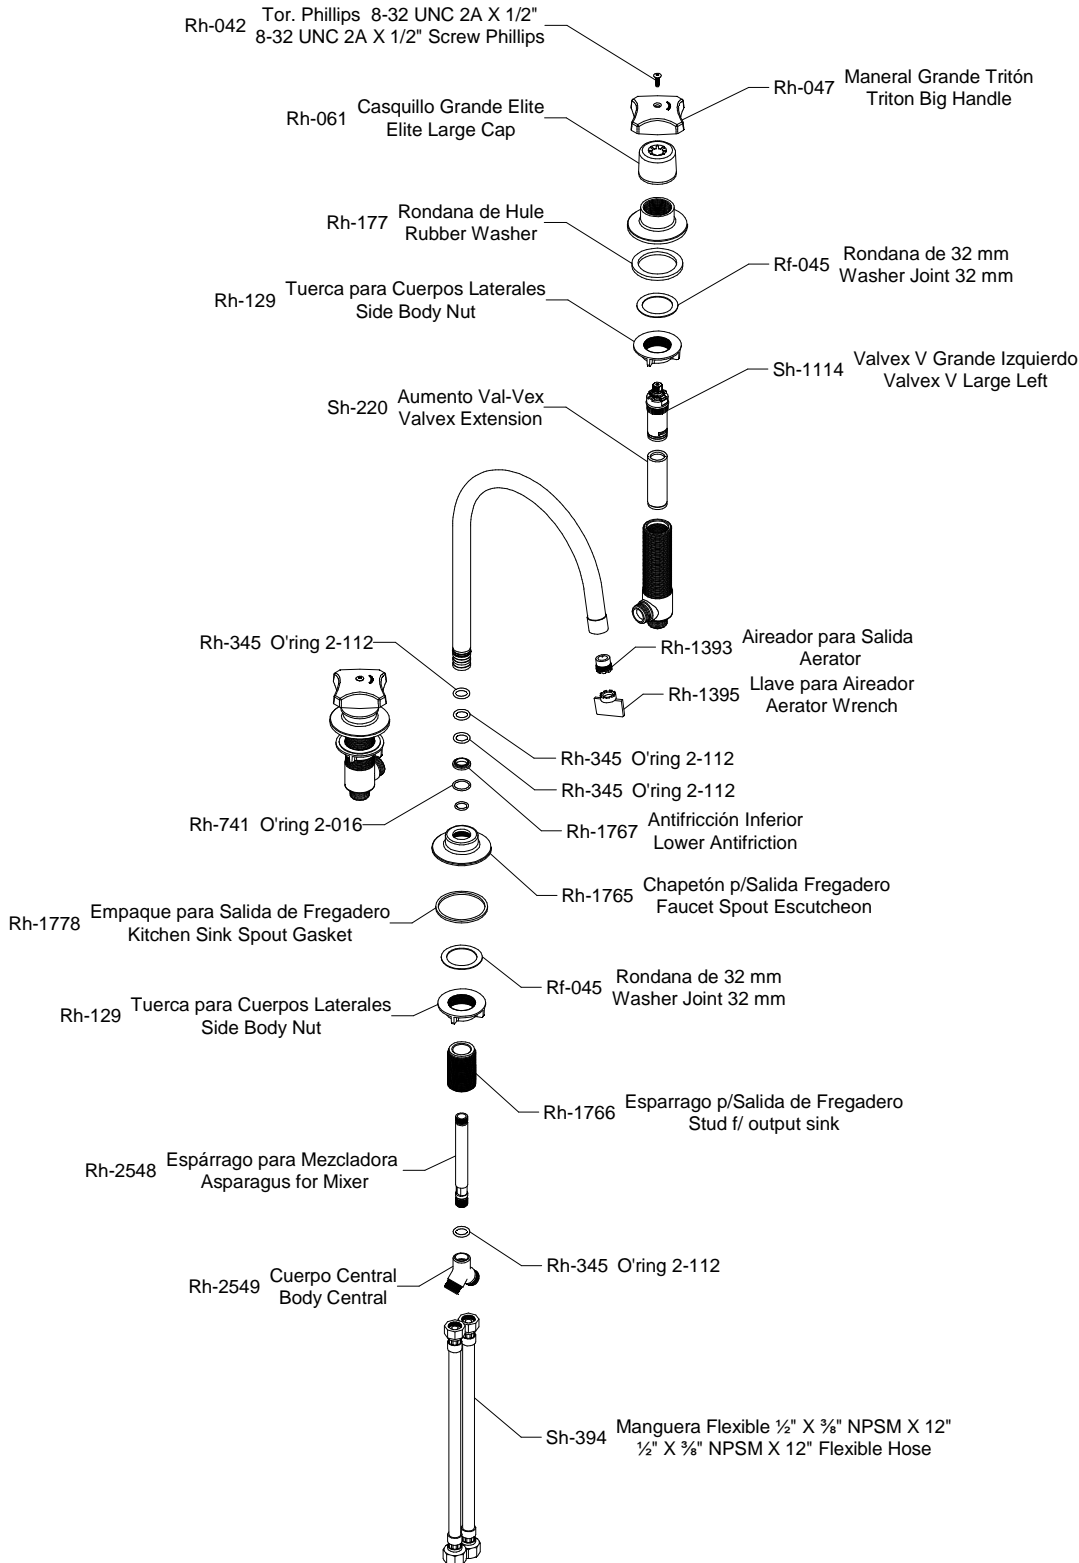 Rh-042
Tor. Phillips 8-32 UNC 2A X 1/2"
8-32 UNC 2A X 1/2" Screw Phillips
Rh-047
Maneral Grande Tritón
Triton Big Handle
Rh-061
Casquillo Grande Elite
Elite Large Cap
Rh-177
Rondana de Hule
Rubber Washer
Rf-045
Rondana de 32 mm
Washer Joint 32 mm
Rh-129
Tuerca para Cuerpos Laterales
Side Body Nut
Sh-1114
Valvex V Grande Izquierdo
Valvex V Large Left
Sh-220
Aumento Val-Vex
Valvex Extension
Rh-345 O'ring 2-112
Rh-1393
Aireador para Salida
Aerator
Rh-1395
Llave para Aireador
Aerator Wrench
Rh-345 O'ring 2-112
Rh-345 O'ring 2-112
Rh-741 O'ring 2-016
Rh-1767
Antifricción Inferior
Lower Antifriction
Rh-1765
Chapetón p/Salida Fregadero
Faucet Spout Escutcheon
Rh-1778
Empaque para Salida de Fregadero
Kitchen Sink Spout Gasket
Rf-045
Rondana de 32 mm
Washer Joint 32 mm
Rh-129
Tuerca para Cuerpos Laterales
Side Body Nut
Rh-1766
Esparrago p/Salida de Fregadero
Stud f/ output sink
Rh-2548
Espárrago para Mezcladora
Asparagus for Mixer
Rh-345 O'ring 2-112
Rh-2549
Cuerpo Central
Body Central
Sh-394
Manguera Flexible ½" X ⅜" NPSM X 12"
½" X ⅜" NPSM X 12" Flexible Hose